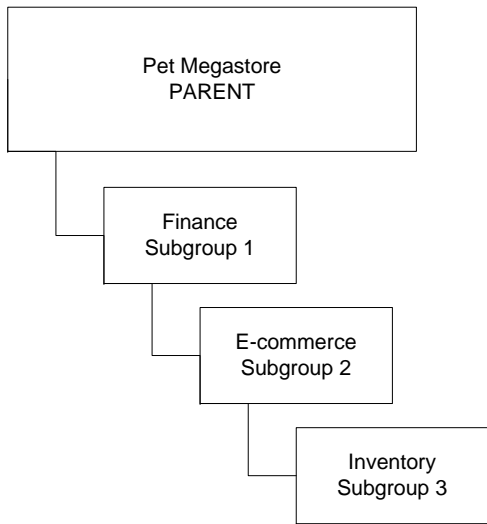 Pet Megastore
PARENT
Finance
Subgroup 1
E-commerce
Subgroup 2
Inventory
Subgroup 3